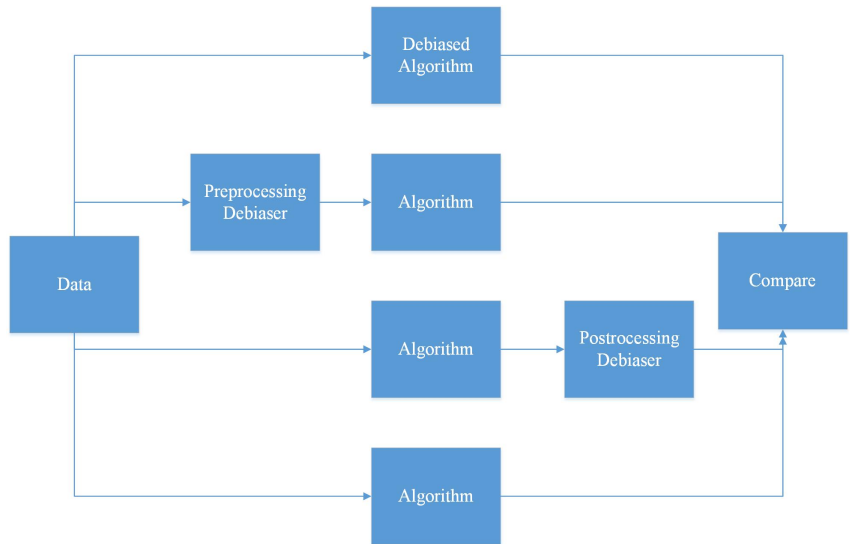 Debiased
Algorithm
Preprocessing
Debiaser
Algorithm
Data
Compare
Algorithm
Postrocessing
Debiaser
Algorithm